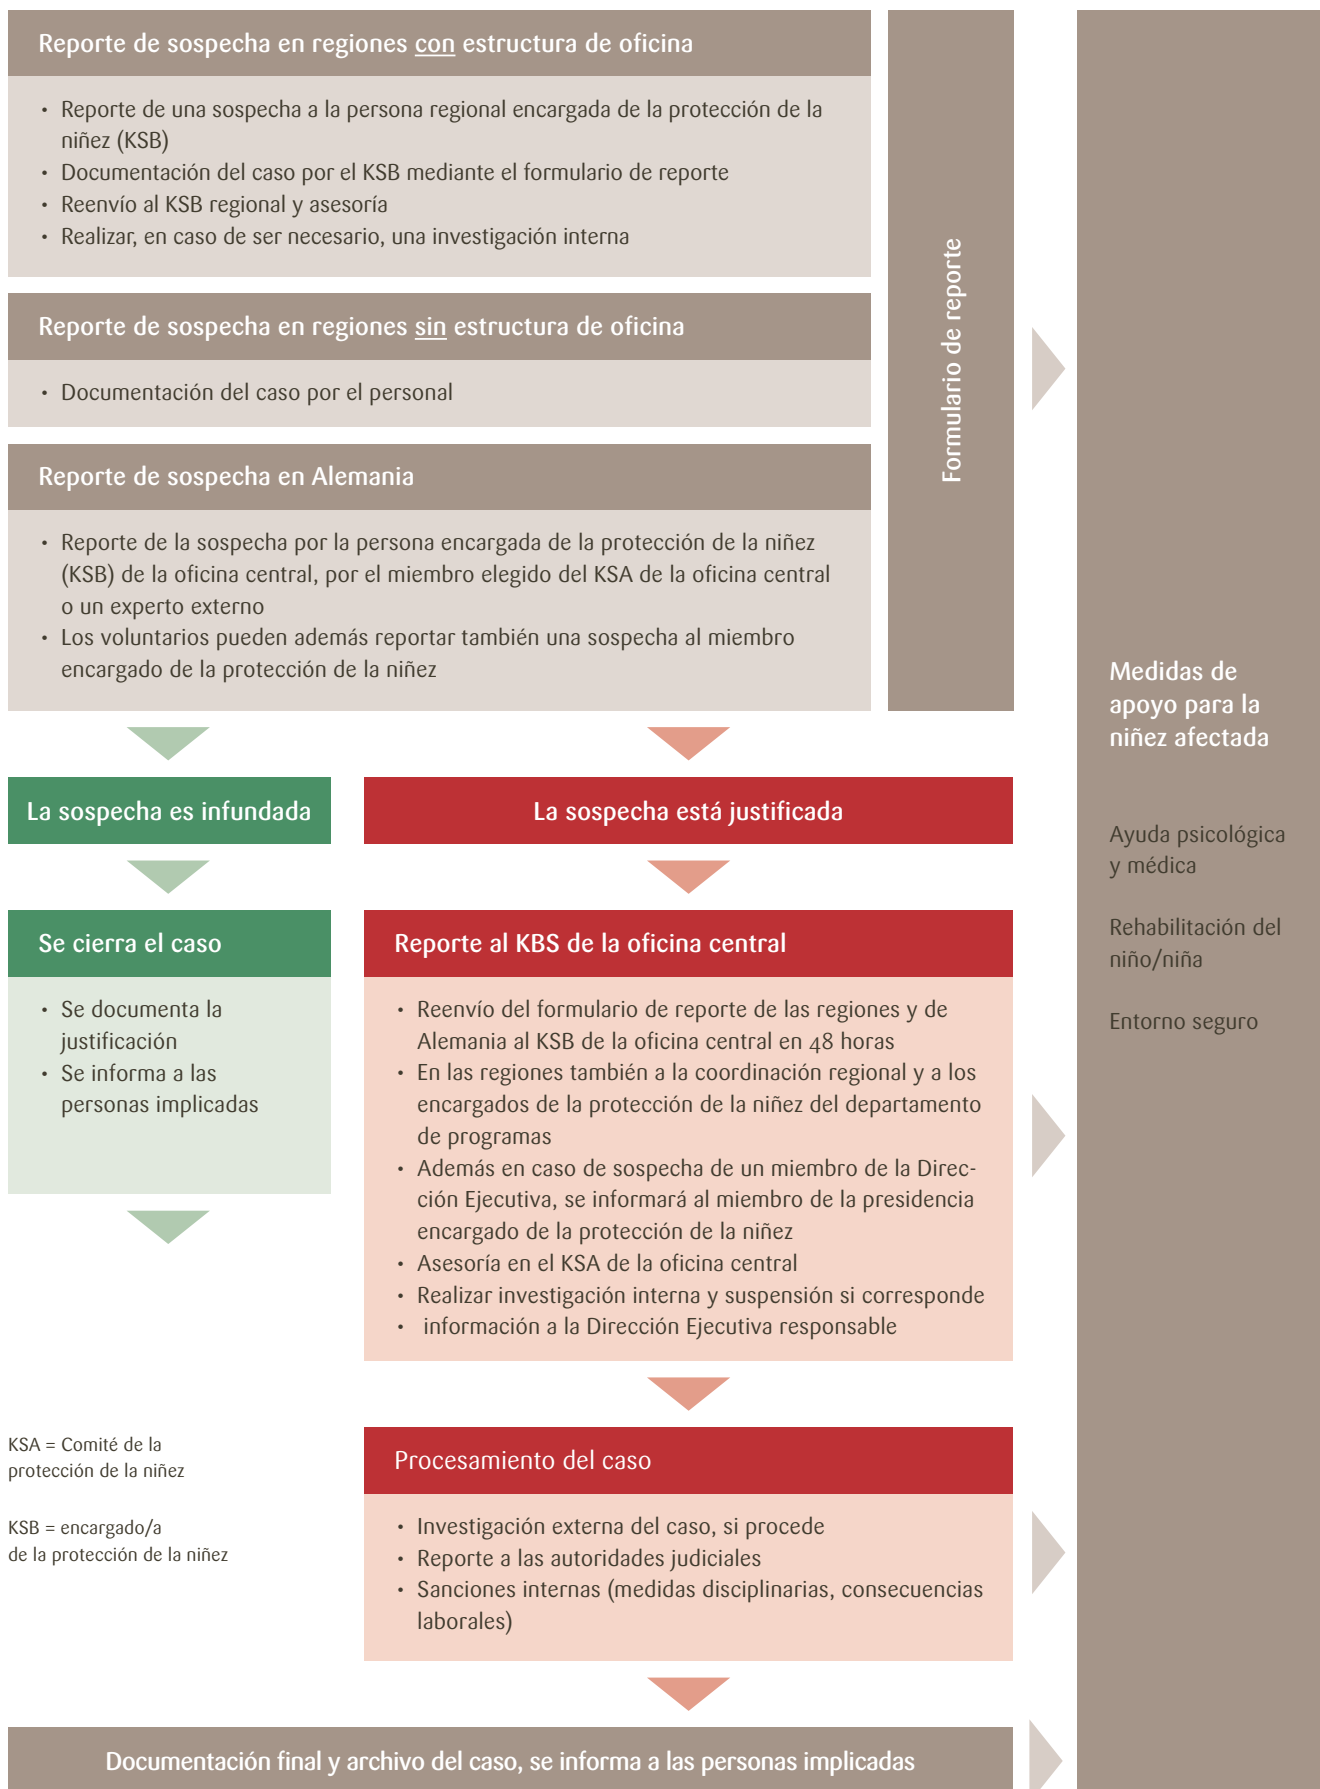 Reporte de sospecha en regiones con estructura de oficina
• Reporte de una sospecha a la persona regional encargada de la protección de la
niñez (KSB)
• Documentación del caso por el KSB mediante el formulario de reporte
• Reenvío al KSB regional y asesoría
• Realizar, en caso de ser necesario, una investigación interna
Reporte de sospecha en regiones sin estructura de oficina
• Documentación del caso por el personal
Reporte de sospecha en Alemania
• Reporte de la sospecha por la persona encargada de la protección de la niñez
(KSB) de la oficina central, por el miembro elegido del KSA de la oficina central
o un experto externo
• Los voluntarios pueden además reportar también una sospecha al miembro
encargado de la protección de la niñez
Formulario de reporte
La sospecha es infundada
La sospecha está justificada
Se cierra el caso
• Se documenta la
justificación
• Se informa a las
personas implicadas
Reporte al KBS de la oficina central
• Reenvío del formulario de reporte de las regiones y de
Alemania al KSB de la oficina central en 48 horas
• En las regiones también a la coordinación regional y a los
encargados de la protección de la niñez del departamento
de programas
• Además en caso de sospecha de un miembro de la Direc-
ción Ejecutiva, se informará al miembro de la presidencia
encargado de la protección de la niñez
• Asesoría en el KSA de la oficina central
• Realizar investigación interna y suspensión si corresponde
• información a la Dirección Ejecutiva responsable
KSA = Comité de la
protección de la niñez
KSB = encargado/a
de la protección de la niñez
Procesamiento del caso
• Investigación externa del caso, si procede
• Reporte a las autoridades judiciales
• Sanciones internas (medidas disciplinarias, consecuencias
laborales)
Documentación final y archivo del caso, se informa a las personas implicadas
Medidas de
apoyo para la
niñez afectada
Ayuda psicológica
y médica
Rehabilitación del
niño/niña
Entorno seguro